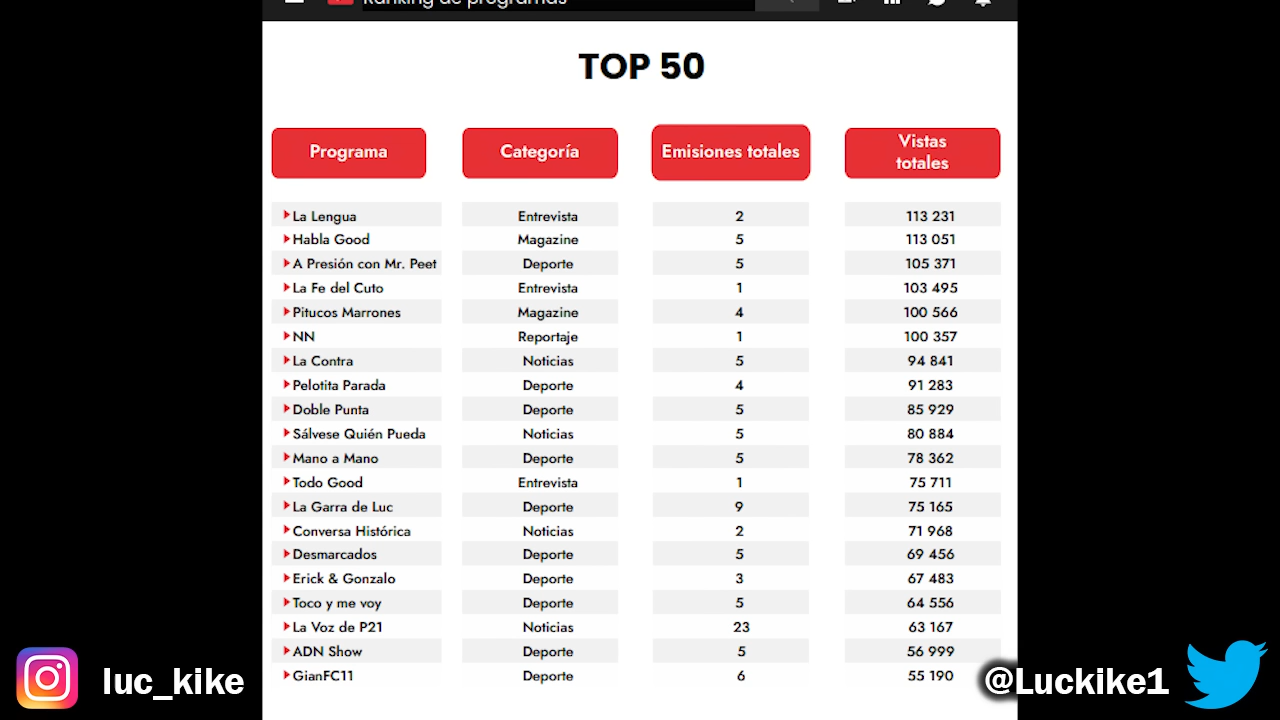 Ranking de programas
TOP 50
Programa Categoría Emisiones totales Vistas totales
La Lengua Entrevista 2 113 231
Habla Good Magazine 5 113 051
A Presión con Mr. Peet Deporte 5 105 371
La Fe del Cuto Entrevista 1 103 495
Pitucos Marrones Magazine 4 100 566
NN Reportaje 1 100 357
La Contra Noticias 5 94 841
Pelotita Parada Deporte 4 91 283
Doble Punta Deporte 5 85 929
Sálvese Quién Pueda Noticias 5 80 884
Mano a Mano Deporte 5 78 362
Todo Good Entrevista 1 75 711
La Garra de Luc Deporte 9 75 165
Conversa Histórica Noticias 2 71 968
Desmarcados Deporte 5 69 456
Erick & Gonzalo Deporte 3 67 483
Toco y me voy Deporte 5 64 556
La Voz de P21 Noticias 23 63 167
ADN Show Deporte 5 56 999
GianFC11 Deporte 6 55 190
luc_kike @Luckike1